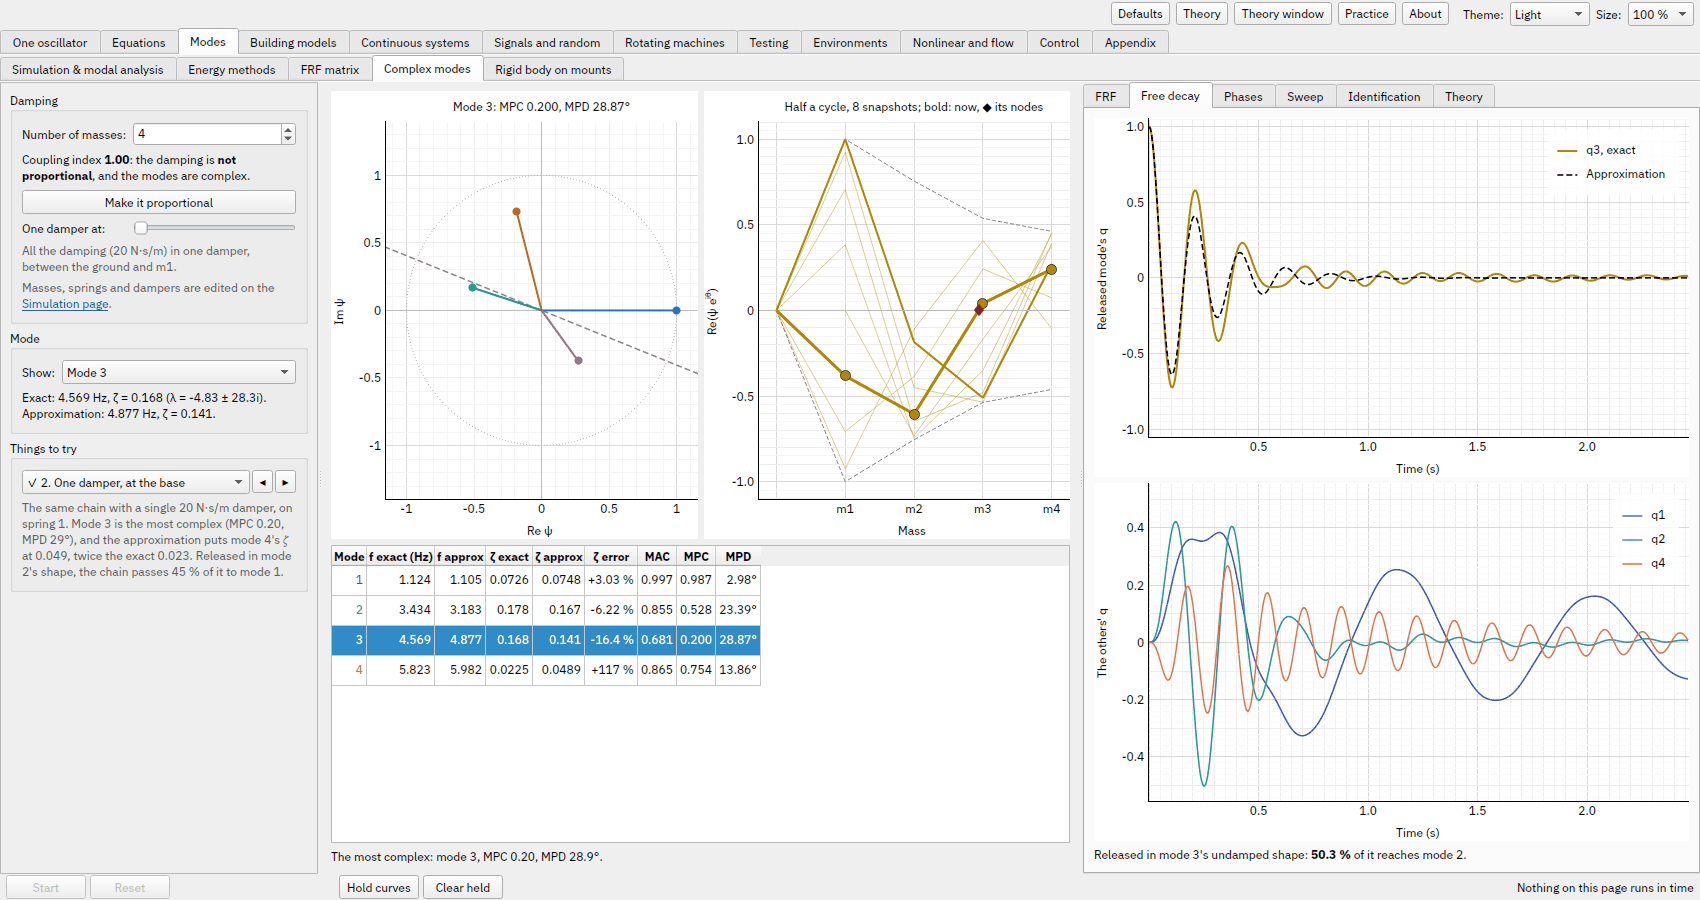 Defaults Theory Theory window Practice About Theme: Light Size: 100 %
One oscillator Equations Modes Building models Continuous systems Signals and random Rotating machines Testing Environments Nonlinear and flow Control Appendix
Simulation & modal analysis Energy methods FRF matrix Complex modes Rigid body on mounts
Damping
Number of masses: 4
Coupling index 1.00: the damping is not
proportional, and the modes are complex.
Make it proportional
One damper at:
All the damping (20 N·s/m) in one damper,
between the ground and m1.
Masses, springs and dampers are edited on the
Simulation page.
Mode
Show: Mode 3
Exact: 4.569 Hz, ζ = 0.168 (λ = -4.83 ± 28.3i).
Approximation: 4.877 Hz, ζ = 0.141.
Things to try
✓ 2. One damper, at the base ◄ ►
The same chain with a single 20 N·s/m damper, on
spring 1. Mode 3 is the most complex (MPC 0.20,
MPD 29°), and the approximation puts mode 4's ζ
at 0.049, twice the exact 0.023. Released in mode
2's shape, the chain passes 45 % of it to mode 1.
Start Reset
Mode 3: MPC 0.200, MPD 28.87°
Im ψ
1
0.5
0
-0.5
-1
-1 -0.5 0 0.5 1
Re ψ
Half a cycle, 8 snapshots; bold: now, ◆ its nodes
Re(ψ e^iθ)
1.0
0.5
0
-0.5
-1.0
m1 m2 m3 m4
Mass
Mode f exact (Hz) f approx ζ exact ζ approx ζ error MAC MPC MPD
1 1.124 1.105 0.0726 0.0748 +3.03 % 0.997 0.987 2.98°
2 3.434 3.183 0.178 0.167 -6.22 % 0.855 0.528 23.39°
3 4.569 4.877 0.168 0.141 -16.4 % 0.681 0.200 28.87°
4 5.823 5.982 0.0225 0.0489 +117 % 0.865 0.754 13.86°
The most complex: mode 3, MPC 0.20, MPD 28.9°.
Hold curves Clear held
FRF Free decay Phases Sweep Identification Theory
Released mode's q
1.0
0.5
0
-0.5
-1.0
q3, exact
Approximation
0.5 1.0 1.5 2.0
Time (s)
The others' q
0.4
0.2
0
-0.2
-0.4
q1
q2
q4
0.5 1.0 1.5 2.0
Time (s)
Released in mode 3's undamped shape: 50.3 % of it reaches mode 2.
Nothing on this page runs in time